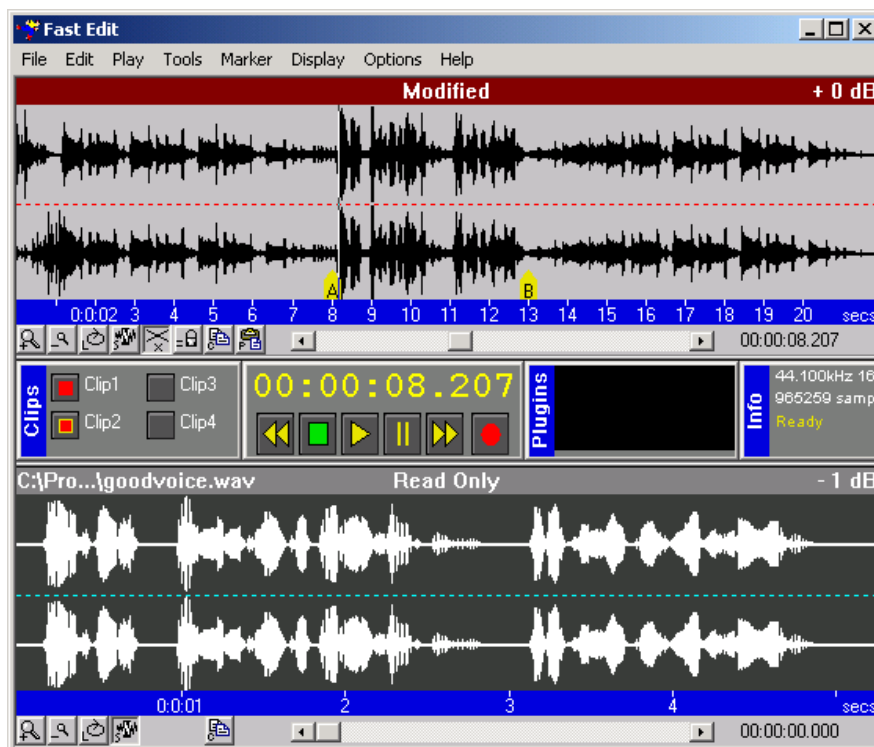 Fast Edit
File Edit Play Tools Marker Display Options Help
Modified + 0 dB
A B
0:0:02 3 4 5 6 7 8 9 10 11 12 13 14 15 16 17 18 19 20 secs
00:00:08.207
Clips
Clip1 Clip3
Clip2 Clip4
00:00:08.207
Plugins
Info
44.100kHz 16
965259 samp
Ready
C:\Pro...\goodvoice.wav Read Only - 1 dB
0:0:01 2 3 4 secs
00:00:00.000